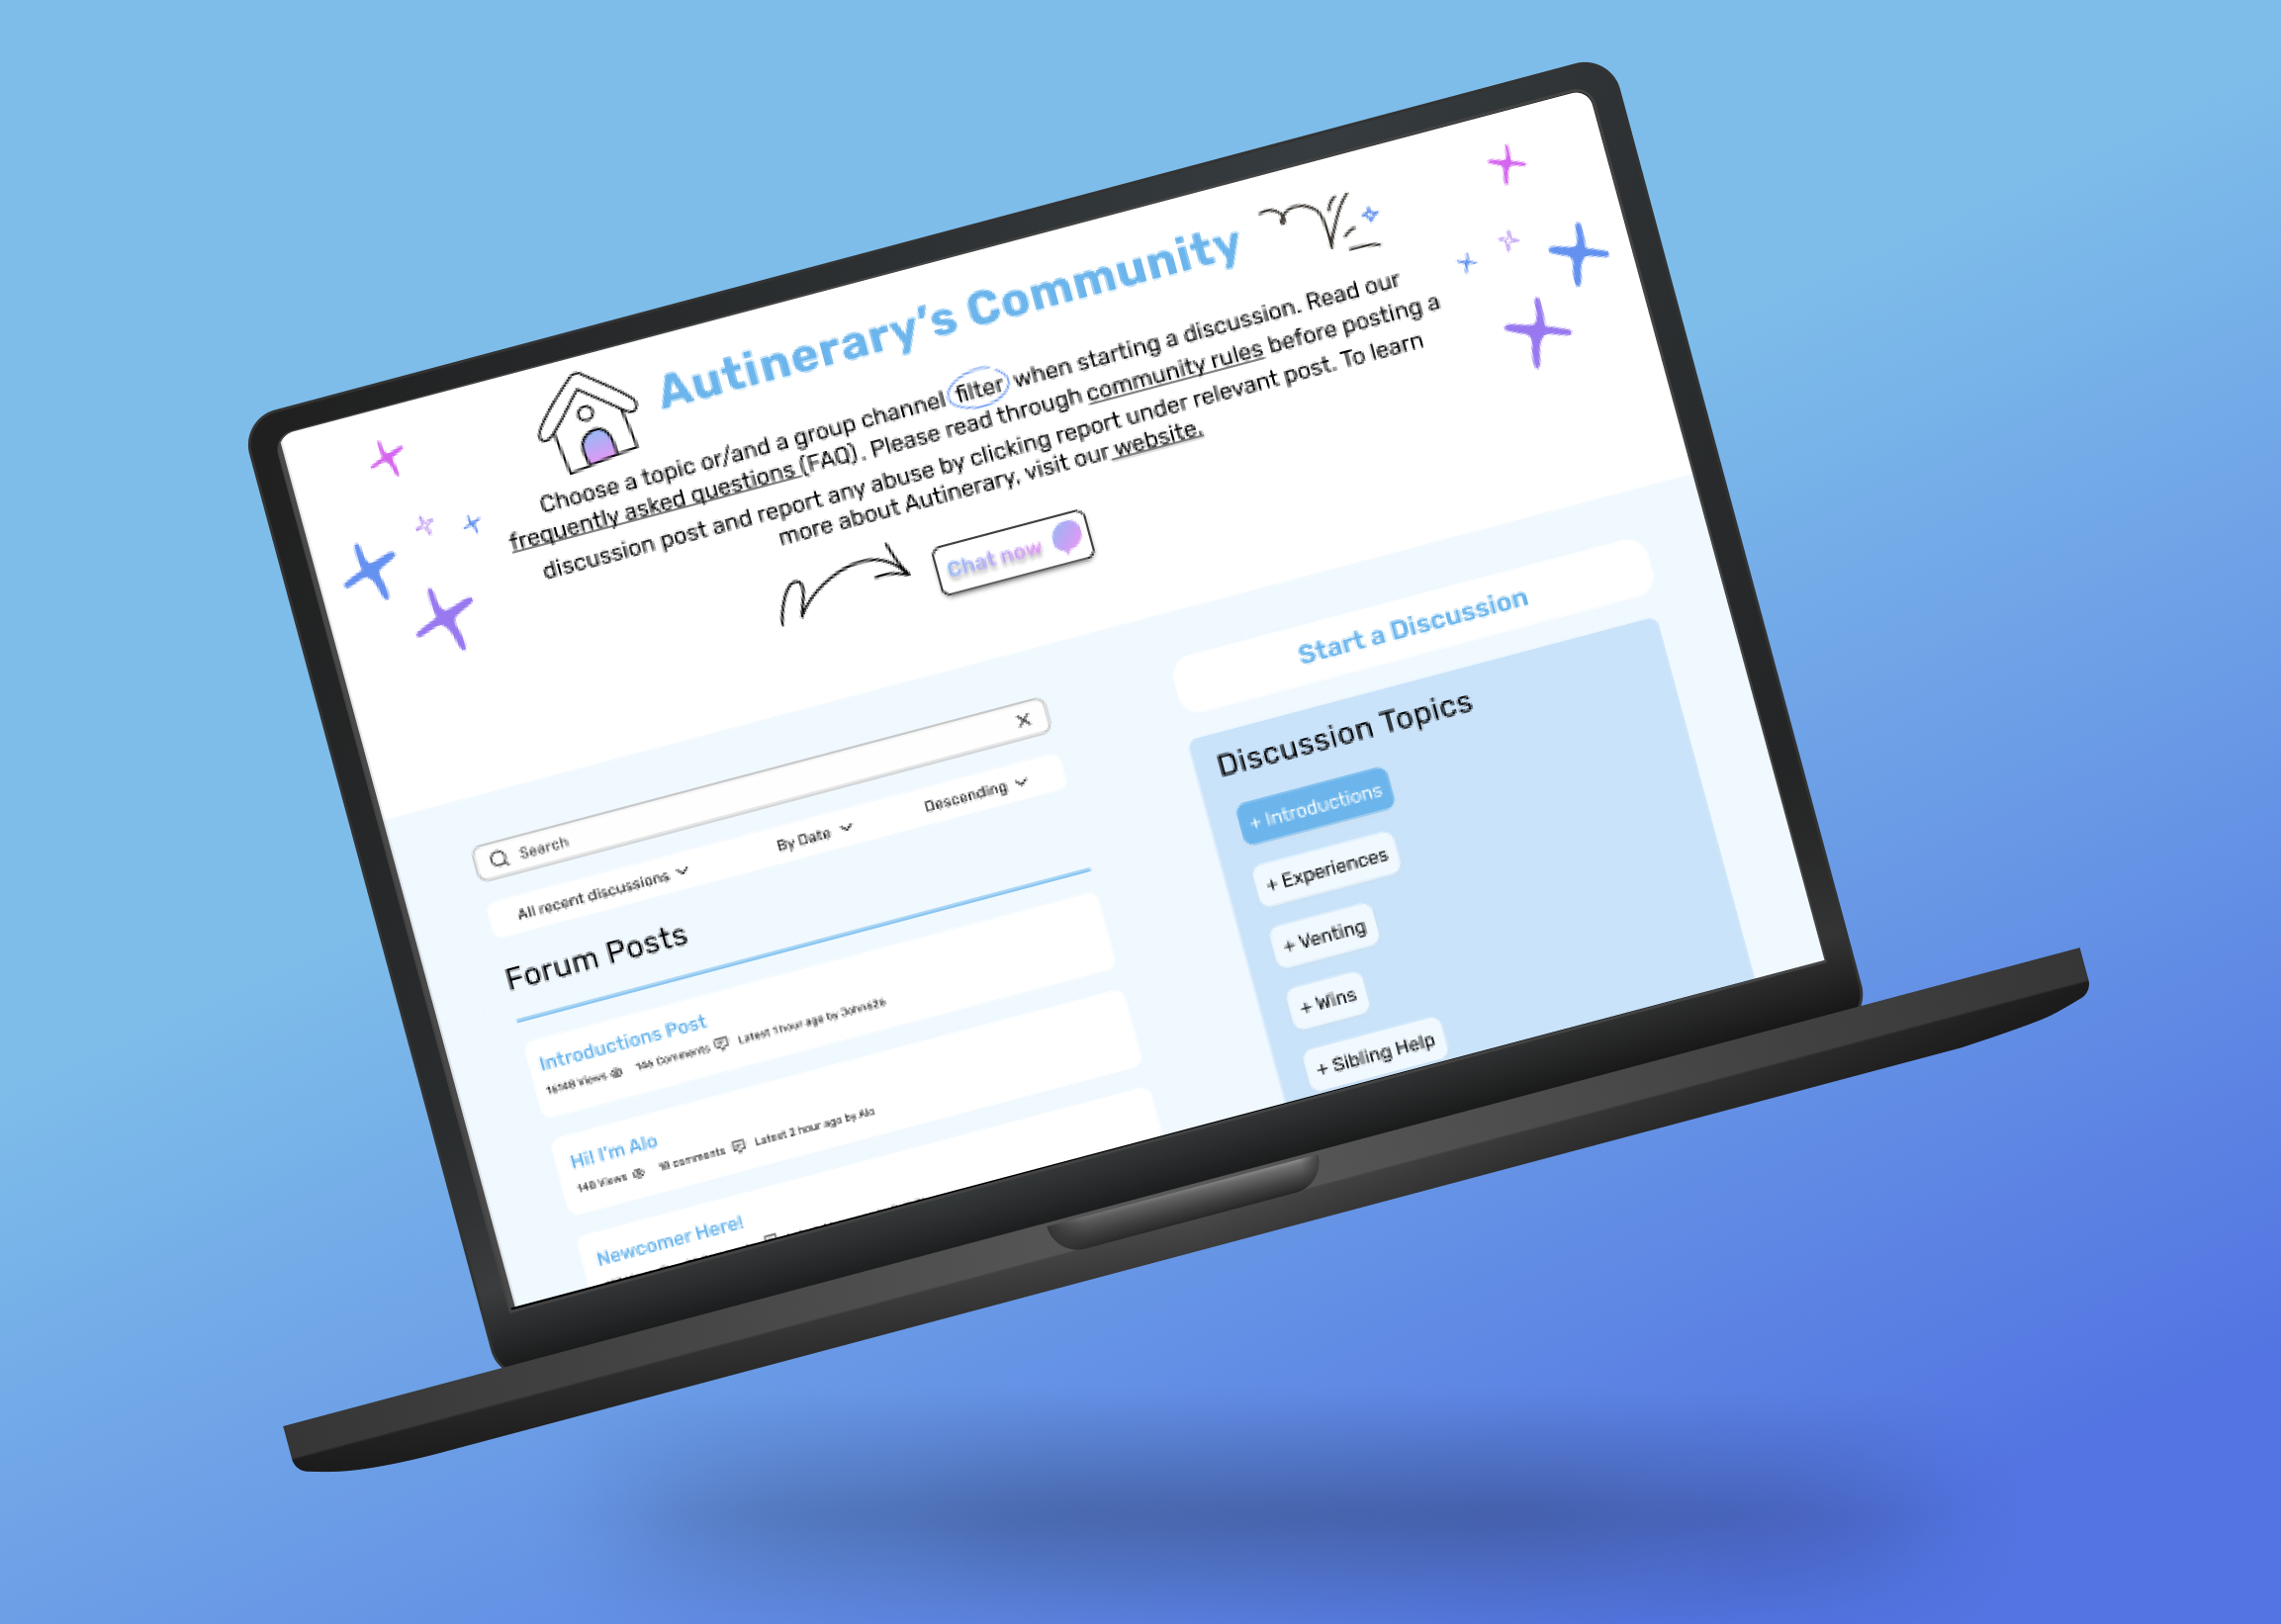 Autinerary's Community
Choose a topic or/and a group channel filter when starting a discussion. Read our
frequently asked questions (FAQ). Please read through community rules before posting a
discussion post and report any abuse by clicking report under relevant post. To learn
more about Autinerary, visit our website.
Chat now
Search
All recent discussions
By Date
Descending
Forum Posts
Introductions Post
Views
Comments
Latest 1 hour ago by
Hi! I'm Alo
148 Views
18 comments
Latest 2 hour ago by Alo
Newcomer Here!
Start a Discussion
Discussion Topics
+ Introductions
+ Experiences
+ Venting
+ Wins
+ Sibling Help